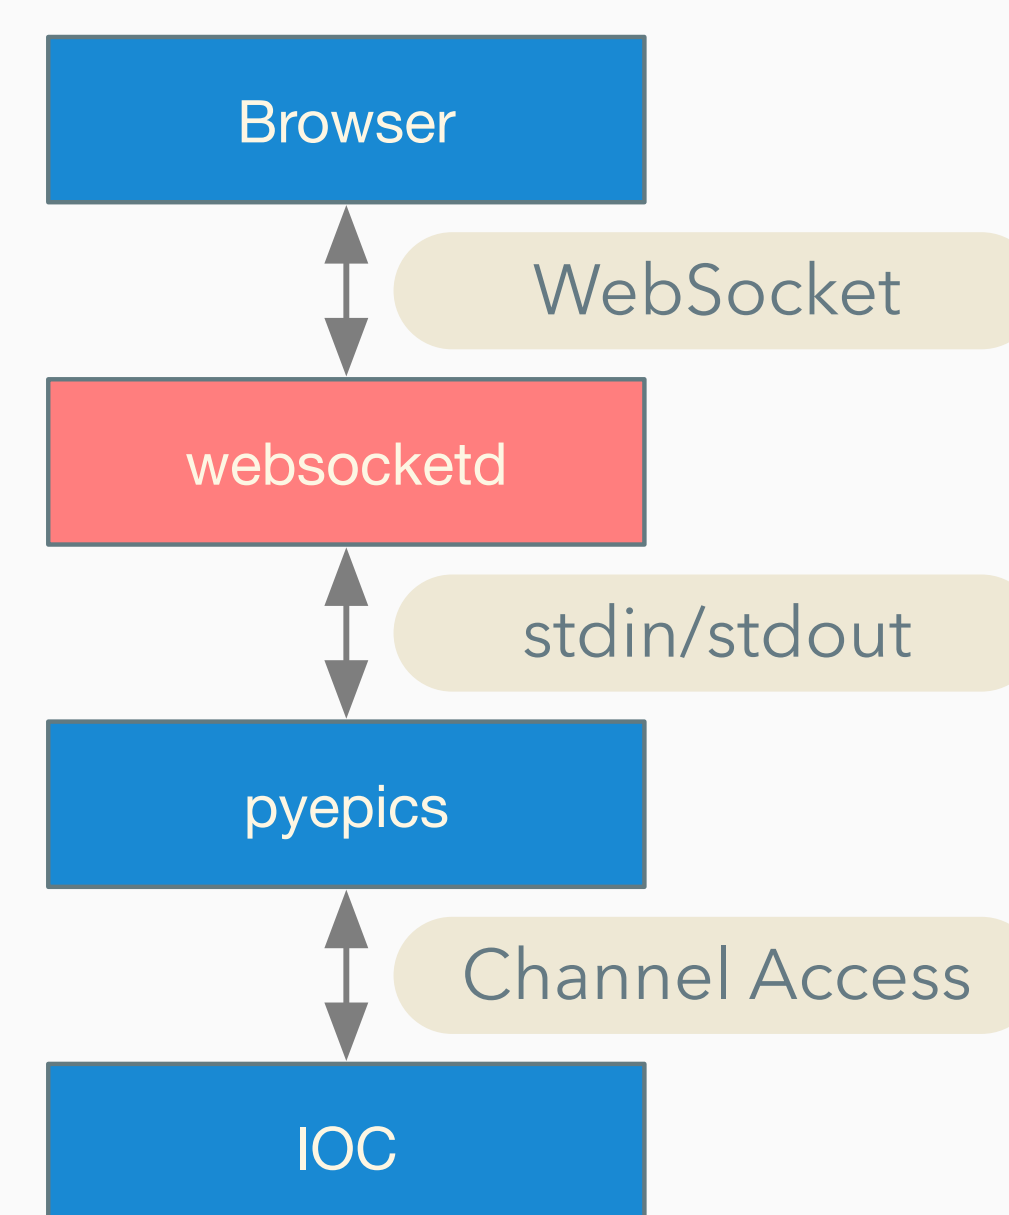 Browser
WebSocket
websocketd
stdin/stdout
pyepics
Channel Access
IOC